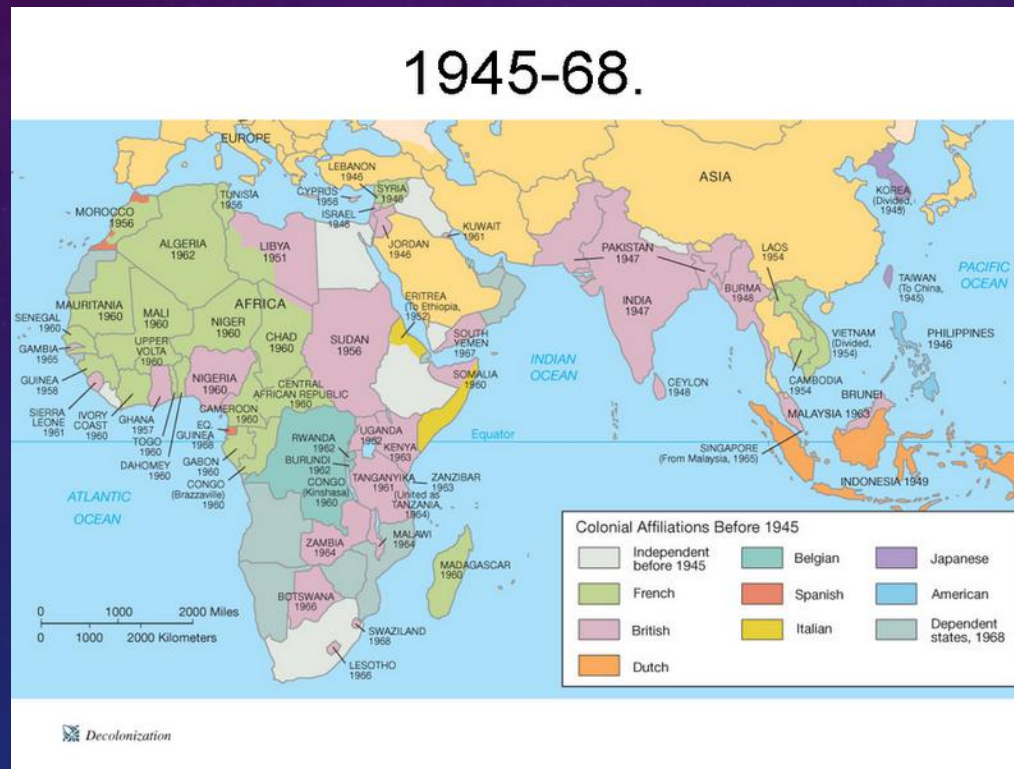 1945-68.
EUROPE
ASIA
LEBANON
1946
CYPRUS
1956
SYRIA
1946
TUNISIA
1956
ISRAEL
1946
KUWAIT
1961
KOREA
(Divided,
1945)
MOROCCO
1956
ALGERIA
1962
LIBYA
1951
JORDAN
1946
PAKISTAN
1947
LAOS
1954
PACIFIC
OCEAN
TAIWAN
(To China,
1945)
INDIA
1947
BURMA
1948
AFRICA
ERITREA
(To Ethiopia,
1952)
MAURITANIA
1960
MALI
1960
NIGER
1960
CHAD
1960
SUDAN
1956
SOUTH
YEMEN
1967
SENEGAL
1960
GAMBIA
1965
UPPER
VOLTA
1960
VIETNAM
(Divided,
1954)
PHILIPPINES
1946
INDIAN
OCEAN
GUINEA
1958
NIGERIA
1960
SOMALIA
1960
CEYLON
1948
CAMBODIA
1954
BRUNEI
SIERRA
LEONE
1961
IVORY
COAST
1960
GHANA
1957
TOGO
1960
DAHOMEY
1960
CENTRAL
AFRICAN REPUBLIC
1960
CAMEROON
1960
EQ.
GUINEA
1968
MALAYSIA 1963
Equator
UGANDA
1962
KENYA
1963
RWANDA
1962
BURUNDI
1962
GABON
1960
CONGO
(Brazzaville)
1960
CONGO
(Kinshasa)
1960
TANGANYIKA
1961
(United as
TANZANIA,
1964)
ZANZIBAR
1963
SINGAPORE
(From Malaysia, 1965)
INDONESIA 1949
ATLANTIC
OCEAN
ZAMBIA
1964
MALAWI
1964
MADAGASCAR
1960
BOTSWANA
1966
SWAZILAND
1968
LESOTHO
1966
0 1000 2000 Miles
0 1000 2000 Kilometers
Colonial Affiliations Before 1945
Independent
before 1945
French
British
Dutch
Belgian
Spanish
Italian
Japanese
American
Dependent
states, 1968
Decolonization